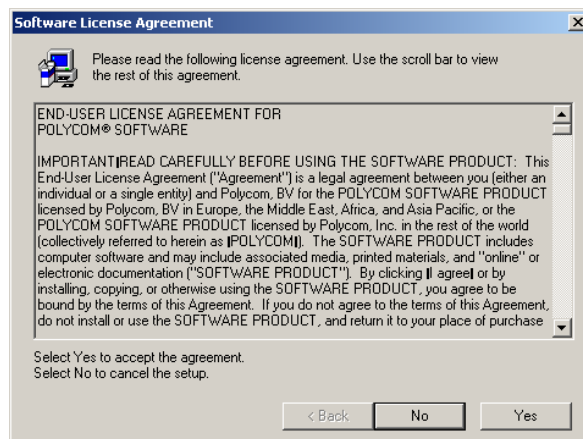 Software License Agreement
Please read the following license agreement. Use the scroll bar to view
the rest of this agreement.
END-USER LICENSE AGREEMENT FOR
POLYCOM® SOFTWARE
IMPORTANT|READ CAREFULLY BEFORE USING THE SOFTWARE PRODUCT: This
End-User License Agreement ("Agreement") is a legal agreement between you (either an
individual or a single entity) and Polycom, BV for the POLYCOM SOFTWARE PRODUCT
licensed by Polycom, BV in Europe, the Middle East, Africa, and Asia Pacific, or the
POLYCOM SOFTWARE PRODUCT licensed by Polycom, Inc. in the rest of the world
(collectively referred to herein as |POLYCOM|). The SOFTWARE PRODUCT includes
computer software and may include associated media, printed materials, and "online" or
electronic documentation ("SOFTWARE PRODUCT"). By clicking |I agree| or by
installing, copying, or otherwise using the SOFTWARE PRODUCT, you agree to be
bound by the terms of this Agreement. If you do not agree to the terms of this Agreement,
do not install or use the SOFTWARE PRODUCT, and return it to your place of purchase
Select Yes to accept the agreement.
Select No to cancel the setup.
< Back No Yes